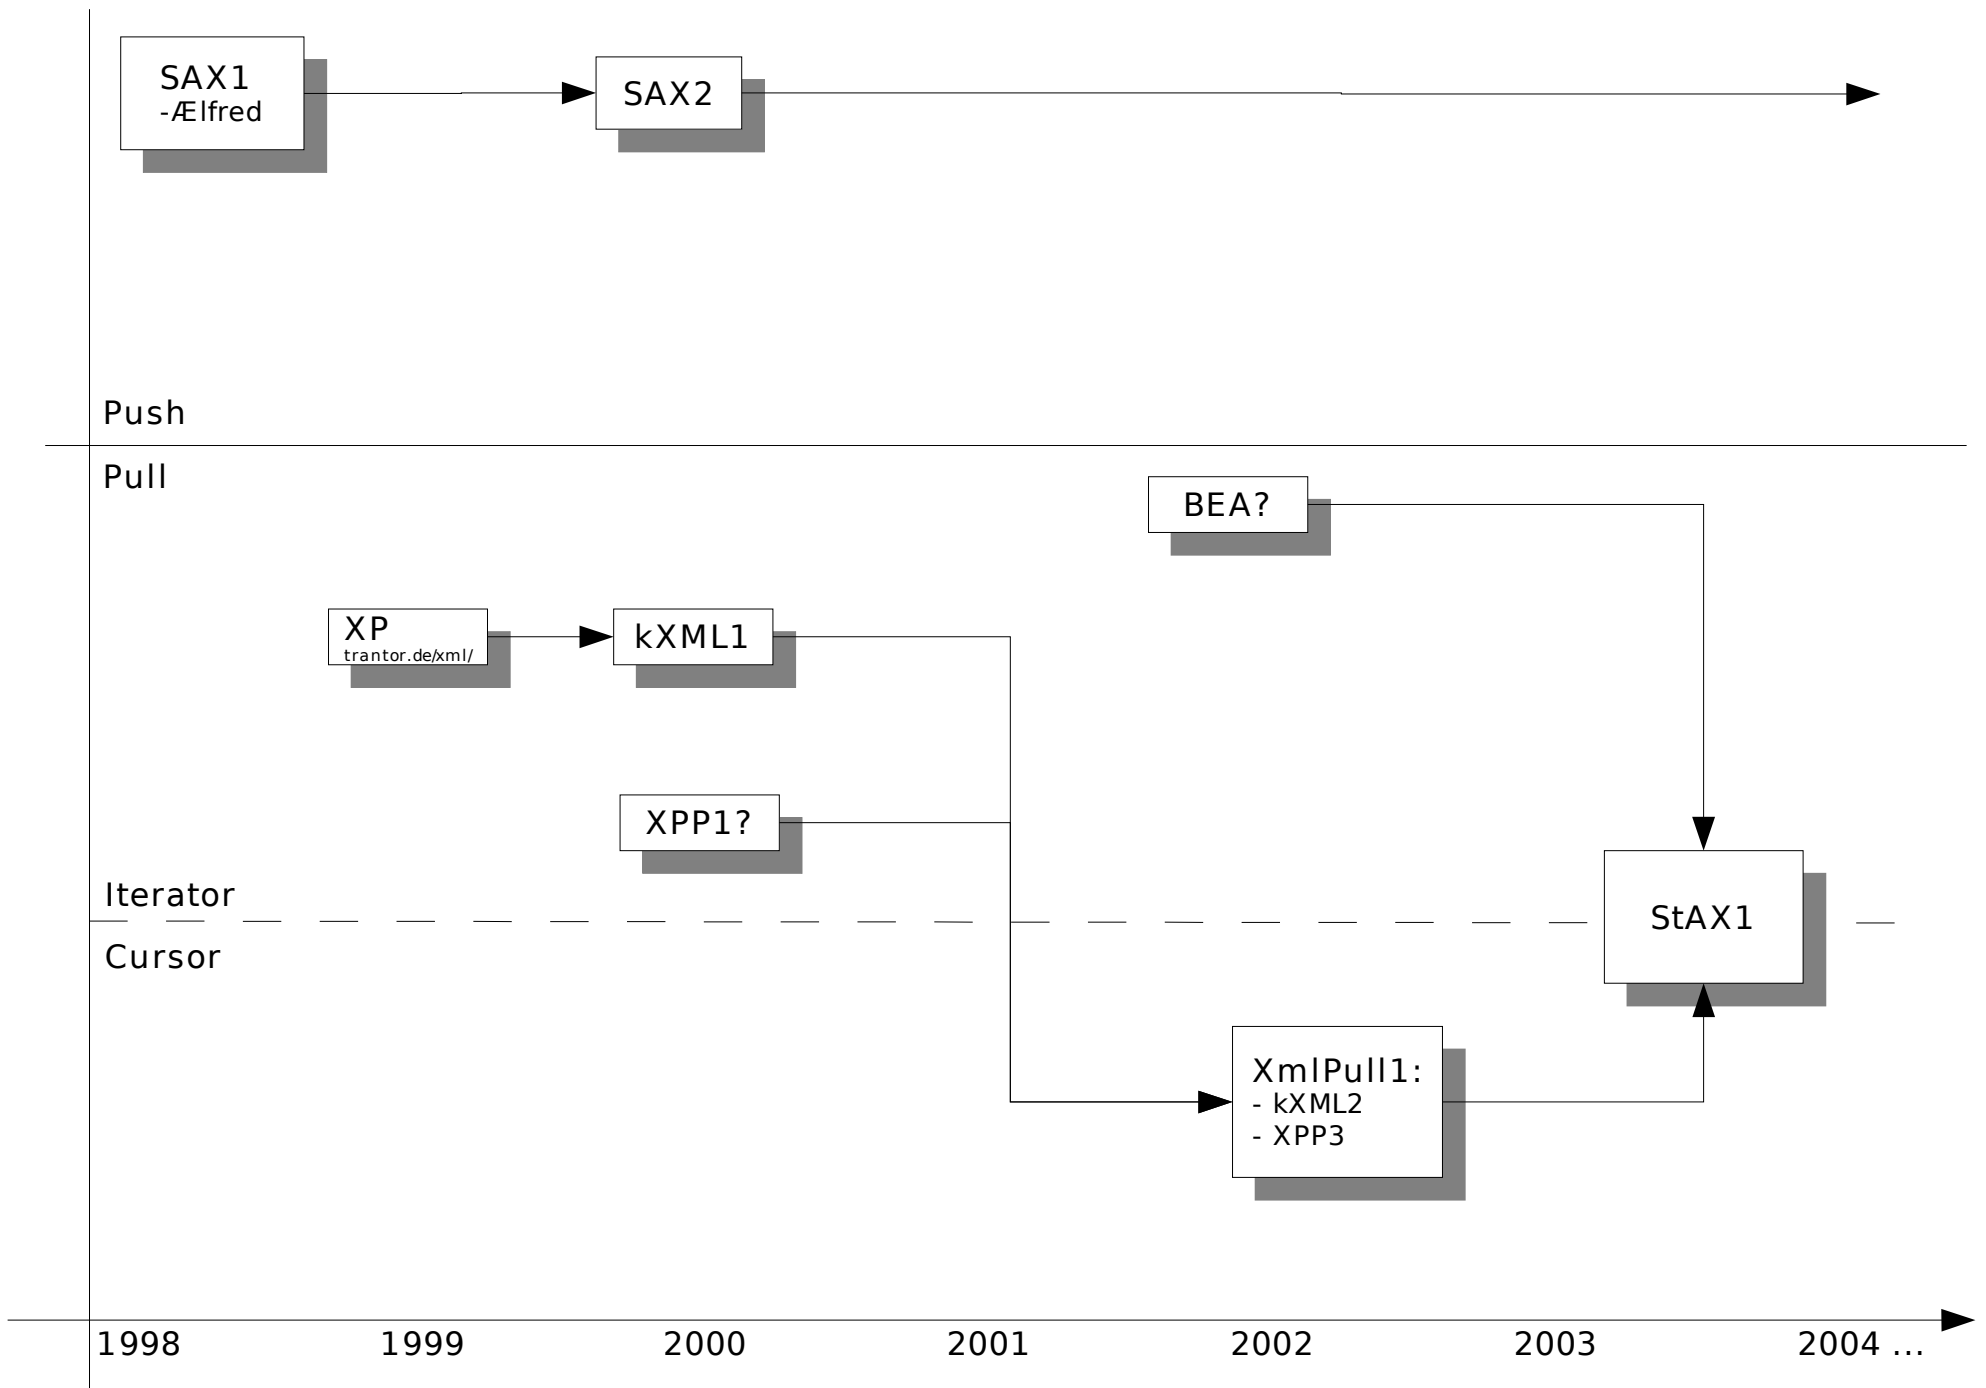 SAX1
-Ælfred
SAX2
Push
Pull
BEA?
XP
trantor.de/xml/
kXML1
XPP1?
Iterator
Cursor
StAX1
XmlPull1:
- kXML2
- XPP3
1998
1999
2000
2001
2002
2003
2004 ...